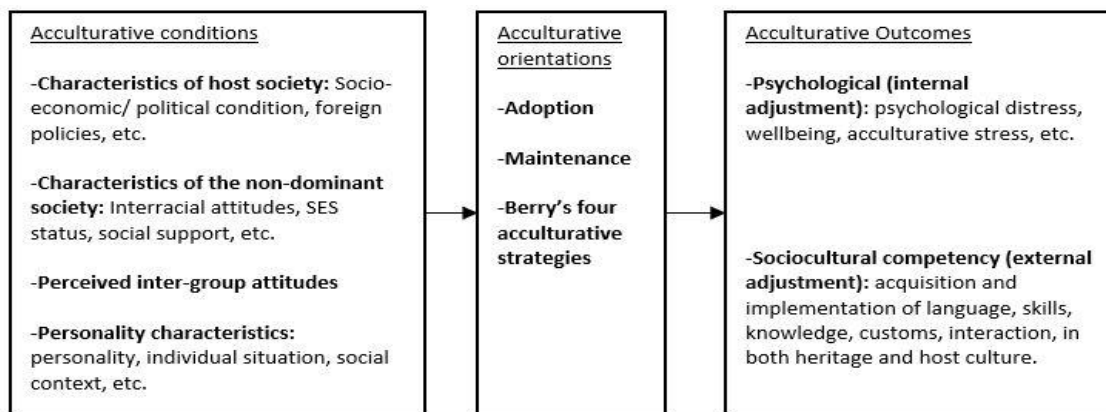 Acculturative conditions
-Characteristics of host society: Socio-
economic/ political condition, foreign
policies, etc.
-Characteristics of the non-dominant
society: Interracial attitudes, SES
status, social support, etc.
-Perceived inter-group attitudes
-Personality characteristics:
personality, individual situation, social
context, etc.
Acculturative
orientations
-Adoption
-Maintenance
-Berry’s four
acculturative
strategies
Acculturative Outcomes
-Psychological (internal
adjustment): psychological distress,
wellbeing, acculturative stress, etc.
-Sociocultural competency (external
adjustment): acquisition and
implementation of language, skills,
knowledge, customs, interaction, in
both heritage and host culture.